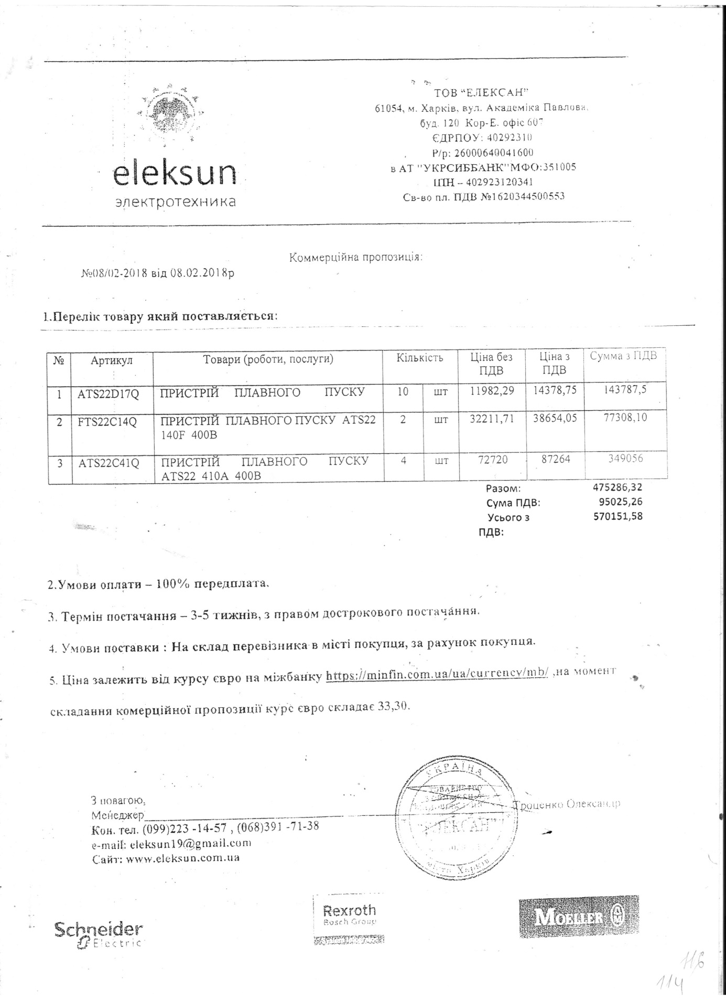 eleksun
электротехника
ТОВ “ЕЛЕКСАН”
61054, м. Харків, вул. Академіка Павлова,
буд. 120 Кор-Е. офіс 607
ЄДРПОУ: 40292310
Р/р: 26000640041600
в АТ "УКРСИББАНК"МФО:351005
ІПН – 402923120341
Св-во пл. ПДВ №1620344500553
Коммерційна пропозиція:
№08/02-2018 від 08.02.2018р
1.Перелік товару який поставляється:
№ Артикул Товари (роботи, послуги) Кількість Ціна без ПДВ Ціна з ПДВ Сумма з ПДВ
1 ATS22D17Q ПРИСТРІЙ ПЛАВНОГО ПУСКУ 10 шт 11982,29 14378,75 143787,5
2 FTS22C14Q ПРИСТРІЙ ПЛАВНОГО ПУСКУ ATS22 2 шт 32211,71 38654,05 77308,10
140F 400В
3 ATS22C41Q ПРИСТРІЙ ПЛАВНОГО ПУСКУ 4 шт 72720 87264 349056
ATS22 410А 400В
Разом: 475286,32
Сума ПДВ: 95025,26
Усього з 570151,58
ПДВ:
2.Умови оплати – 100% передплата.
3. Термін постачання – 3-5 тижнів, з правом дострокового постачання.
4. Умови поставки : На склад перевізника в місті покупця, за рахунок покупця.
5. Ціна залежить від курсу євро на міжбанку https://minfin.com.ua/ua/currency/mb/ ,на момент
складання комерційної пропозиції курс євро складає 33,30.
З повагою,
Менеджер Троценко Олександр
Кон. тел. (099)223 -14-57 , (068)391 -71-38
e-mail: eleksun19@gmail.com
Сайт: www.eleksun.com.ua
УКРАЇНА
ТОВАРИСТВО
"ЕЛЕКСАН"
місто Харків
Schneider
Electric
Rexroth
Bosch Group
MOELLER
116
114